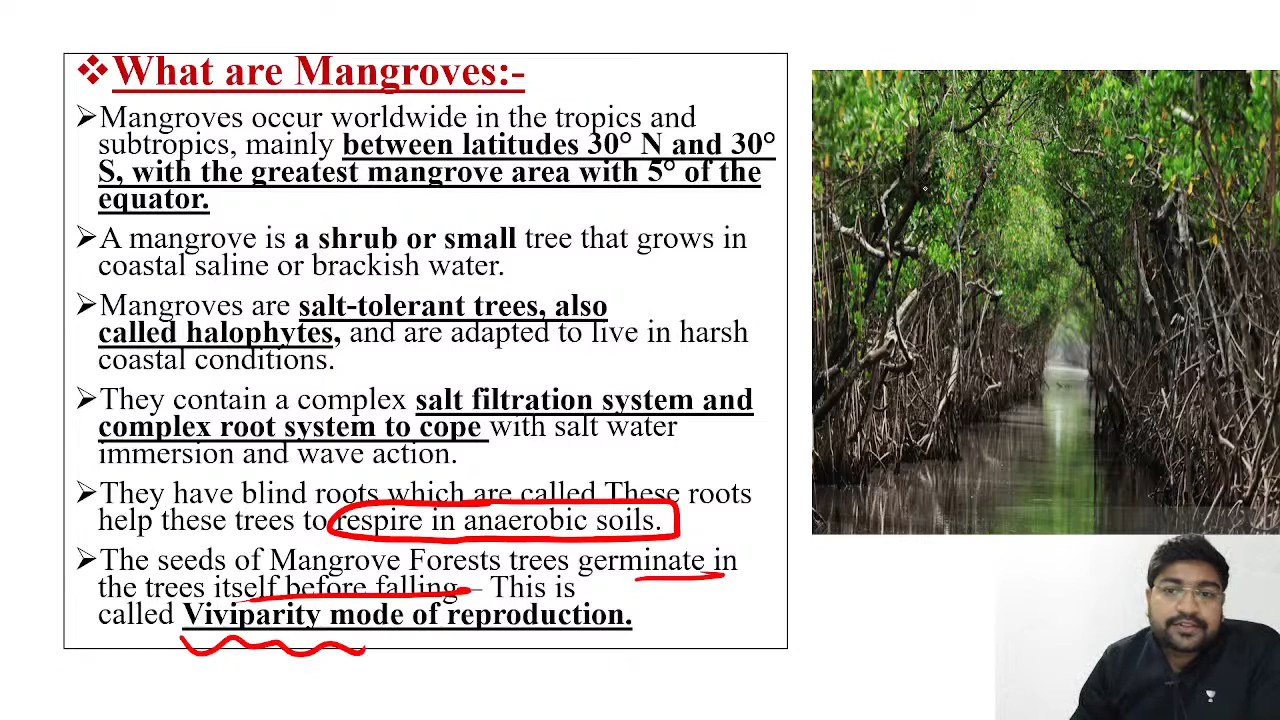 ❖What are Mangroves:-
➢Mangroves occur worldwide in the tropics and
subtropics, mainly between latitudes 30° N and 30°
S, with the greatest mangrove area with 5° of the
equator.
➢A mangrove is a shrub or small tree that grows in
coastal saline or brackish water.
➢Mangroves are salt-tolerant trees, also
called halophytes, and are adapted to live in harsh
coastal conditions.
➢They contain a complex salt filtration system and
complex root system to cope with salt water
immersion and wave action.
➢They have blind roots which are called These roots
help these trees to respire in anaerobic soils.
➢The seeds of Mangrove Forests trees germinate in
the trees itself before falling – This is
called Viviparity mode of reproduction.